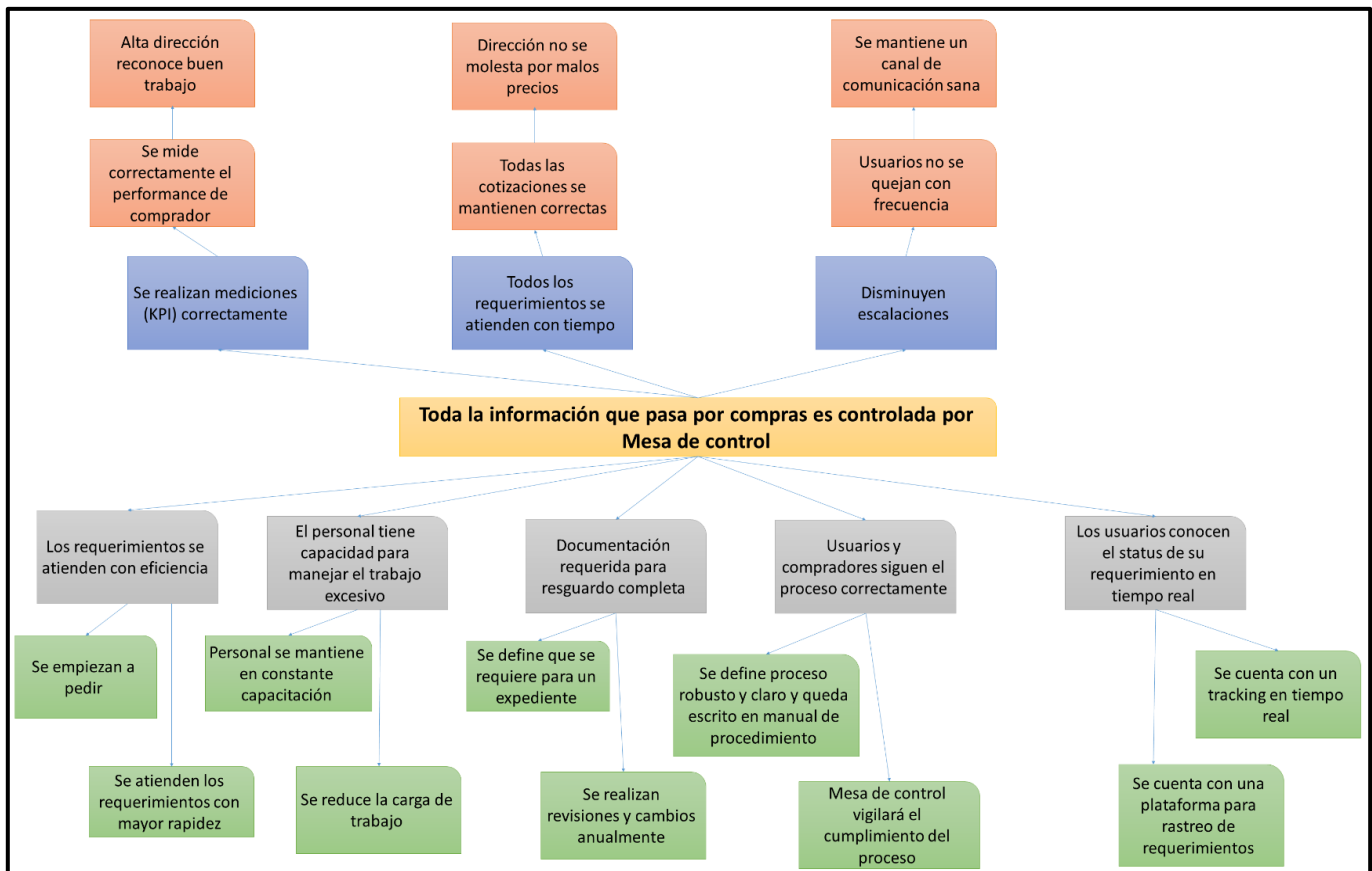 Alta dirección
reconoce buen
trabajo
Dirección no se
molesta por malos
precios
Se mantiene un
canal de
comunicación sana
Se mide
correctamente el
performance de
comprador
Todas las
cotizaciones se
mantienen correctas
Usuarios no se
quejan con
frecuencia
Se realizan mediciones
(KPI) correctamente
Todos los
requerimientos se
atienden con tiempo
Disminuyen
escalaciones
Toda la información que pasa por compras es controlada por
Mesa de control
Los requerimientos se
atienden con eficiencia
El personal tiene
capacidad para
manejar el trabajo
excesivo
Documentación
requerida para
resguardo completa
Usuarios y
compradores siguen el
proceso correctamente
Los usuarios conocen
el status de su
requerimiento en
tiempo real
Se empiezan a
pedir
Personal se mantiene
en constante
capacitación
Se define que se
requiere para un
expediente
Se define proceso
robusto y claro y queda
escrito en manual de
procedimiento
Se cuenta con un
tracking en tiempo
real
Se atienden los
requerimientos con
mayor rapidez
Se reduce la carga de
trabajo
Se realizan
revisiones y cambios
anualmente
Mesa de control
vigilará el
cumplimiento del
proceso
Se cuenta con una
plataforma para
rastreo de
requerimientos